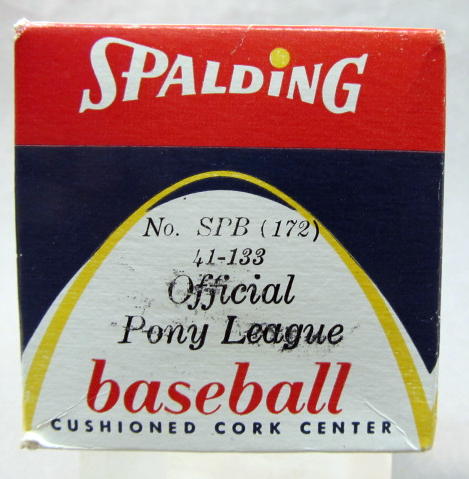 SPALDING
No. SPB (172)
41-133
Official
Pony League
baseball
CUSHIONED CORK CENTER